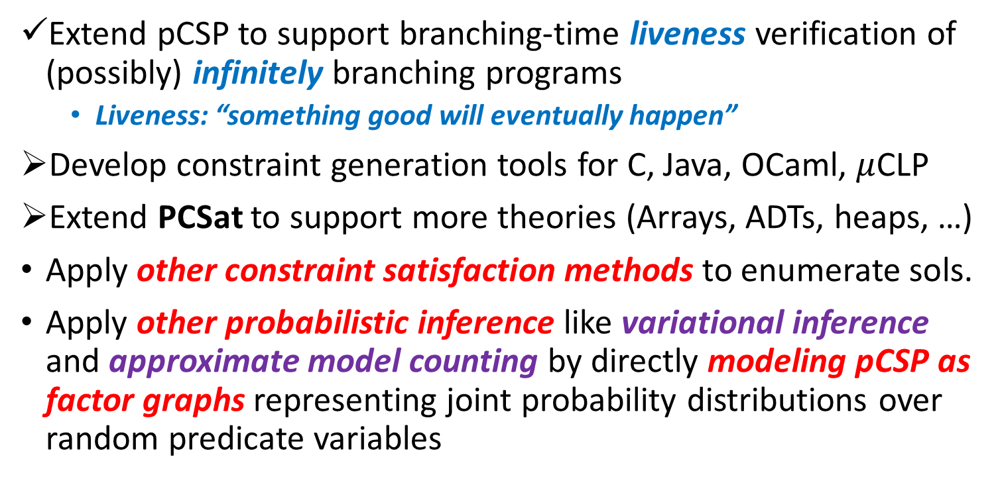 ✓Extend pCSP to support branching-time liveness verification of
(possibly) infinitely branching programs
• Liveness: “something good will eventually happen”
➢Develop constraint generation tools for C, Java, OCaml, 𝜇CLP
➢Extend PCSat to support more theories (Arrays, ADTs, heaps, …)
• Apply other constraint satisfaction methods to enumerate sols.
• Apply other probabilistic inference like variational inference
and approximate model counting by directly modeling pCSP as
factor graphs representing joint probability distributions over
random predicate variables